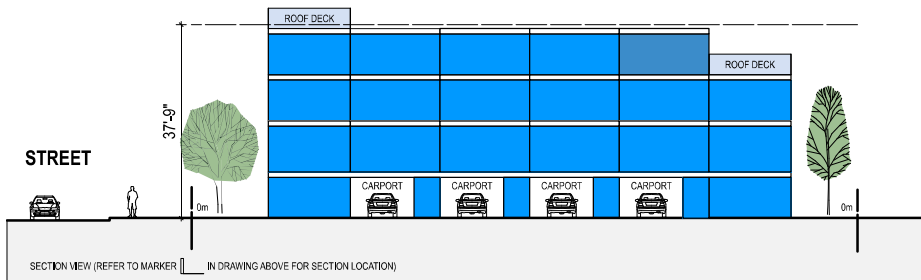 ROOF DECK
ROOF DECK
37'-9"
STREET
CARPORT CARPORT CARPORT CARPORT
0m 0m
SECTION VIEW (REFER TO MARKER IN DRAWING ABOVE FOR SECTION LOCATION)